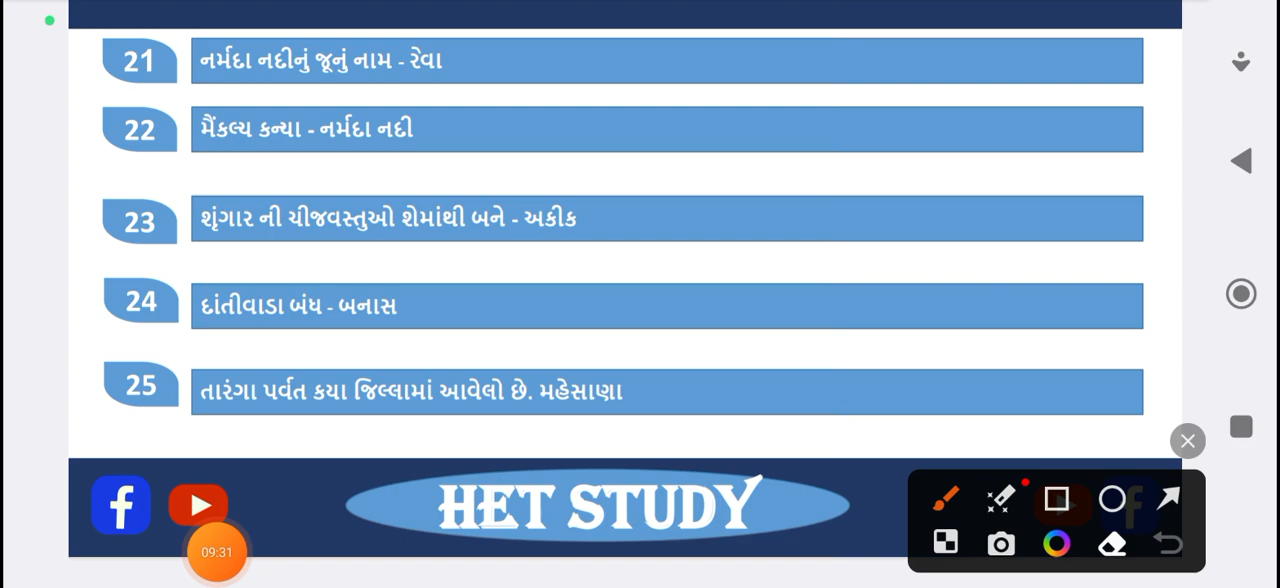 21 નર્મદા નદીનું જૂનું નામ - રેવા
22 મૈંકલ્ય કન્યા - નર્મદા નદી
23 શૃંગાર ની ચીજવસ્તુઓ શેમાંથી બને - અકીક
24 દાંતીવાડા બંધ - બનાસ
25 તારંગા પર્વત કયા જિલ્લામાં આવેલો છે. મહેસાણા
HET STUDY
09:31